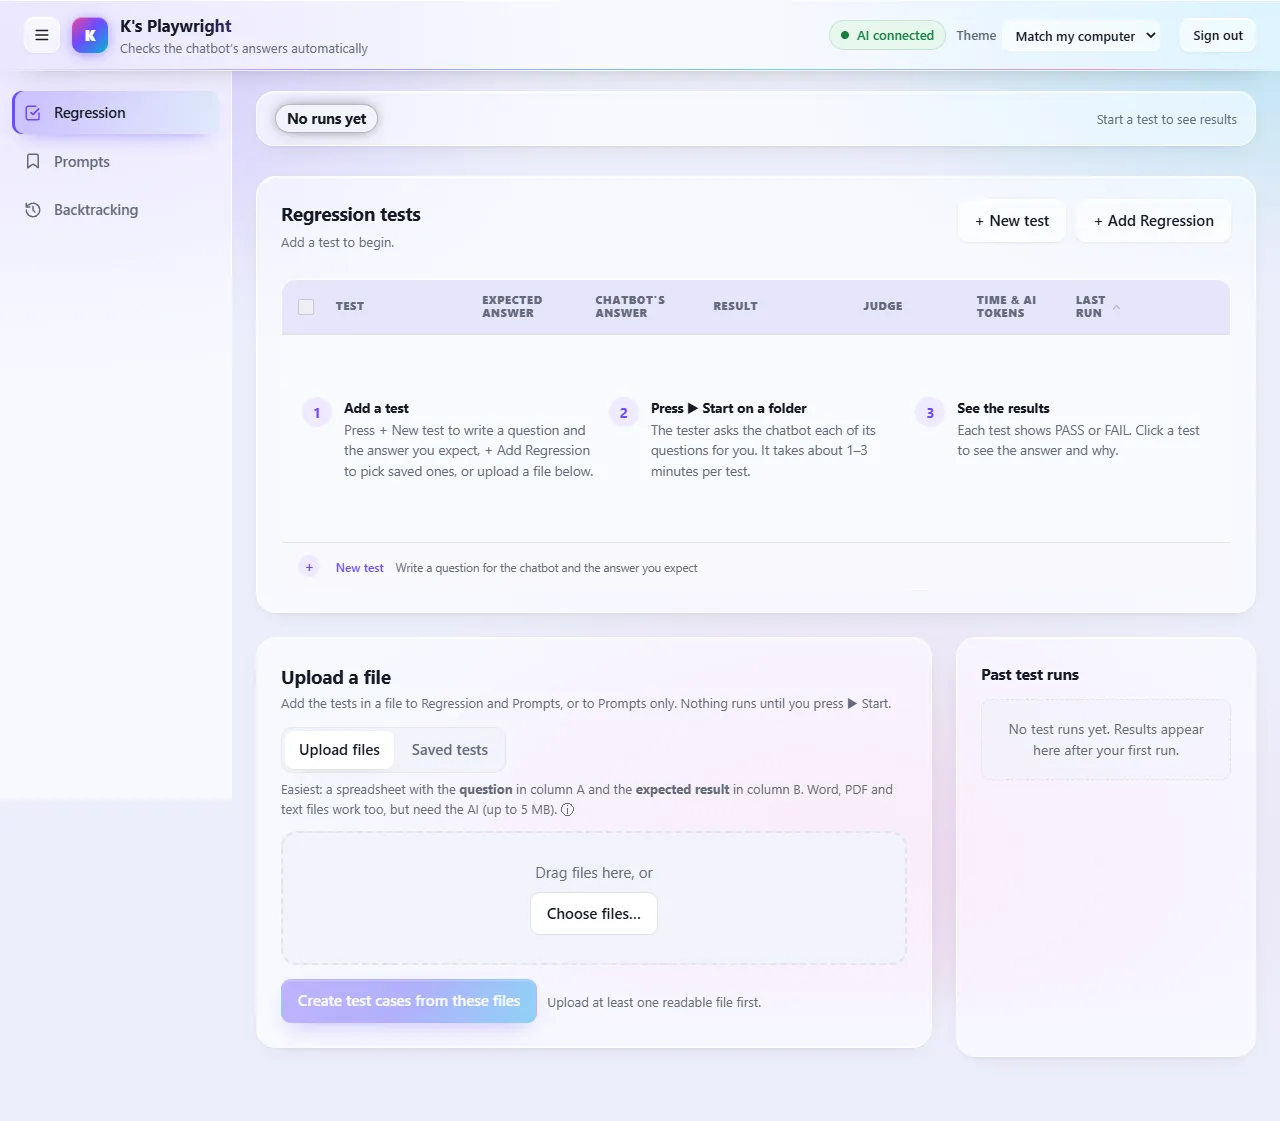 K
K's Playwright
Checks the chatbot's answers automatically
AI connected
Theme
Match my computer
Sign out
Regression
Prompts
Backtracking
No runs yet
Start a test to see results
Regression tests
Add a test to begin.
+ New test
+ Add Regression
TEST
EXPECTED
ANSWER
CHATBOT'S
ANSWER
RESULT
JUDGE
TIME & AI
TOKENS
LAST
RUN
1
Add a test
Press + New test to write a question and
the answer you expect, + Add Regression
to pick saved ones, or upload a file below.
2
Press ▶ Start on a folder
The tester asks the chatbot each of its
questions for you. It takes about 1–3
minutes per test.
3
See the results
Each test shows PASS or FAIL. Click a test
to see the answer and why.
+ New test Write a question for the chatbot and the answer you expect
Upload a file
Add the tests in a file to Regression and Prompts, or to Prompts only. Nothing runs until you press ▶ Start.
Upload files
Saved tests
Easiest: a spreadsheet with the question in column A and the expected result in column B. Word, PDF and
text files work too, but need the AI (up to 5 MB). ⓘ
Drag files here, or
Choose files...
Create test cases from these files
Upload at least one readable file first.
Past test runs
No test runs yet. Results appear
here after your first run.